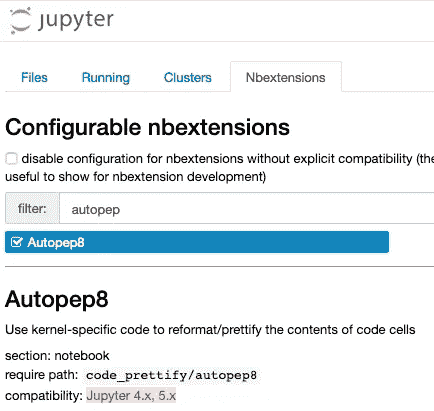 jupyter
Files Running Clusters Nbextensions
Configurable nbextensions
disable configuration for nbextensions without explicit compatibility (the
useful to show for nbextension development)
filter: autopep
Autopep8
Autopep8
Use kernel-specific code to reformat/prettify the contents of code cells
section: notebook
require path: code_prettify/autopep8
compatibility: Jupyter 4.x, 5.x